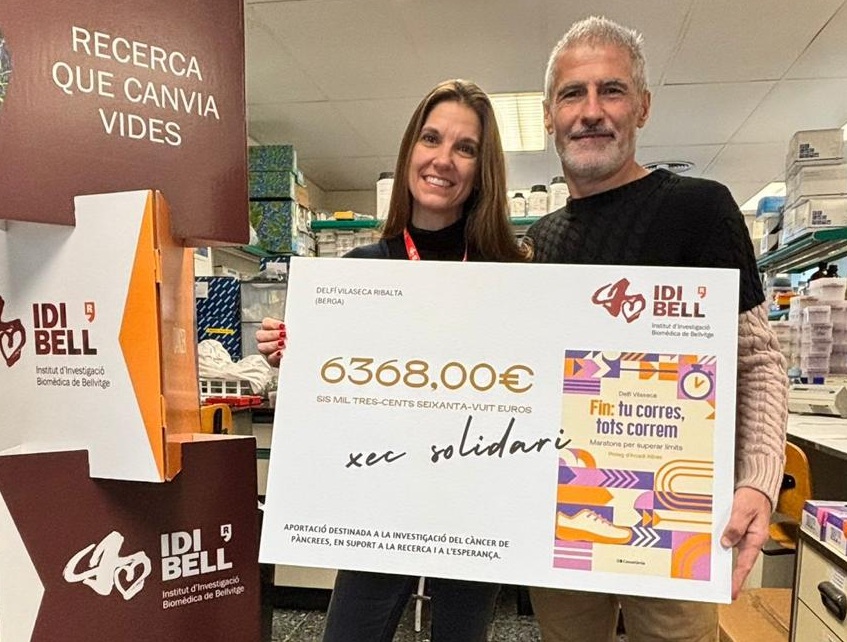 RECERCA
QUE CANVIA
VIDES
IDI
BELL
R
Institut d'Investigació
Biomèdica de Bellvitge
IDI
BELL
R
Institut d'Investigació
Biomèdica de Bellvitge
DELFÍ VILASECA RIBALTA
(BERGA)
IDI
BELL
R
Institut d'Investigació
Biomèdica de Bellvitge
6368,00€
SIS MIL TRES-CENTS SEIXANTA-VUIT EUROS
xec solidari
APORTACIÓ DESTINADA A LA INVESTIGACIÓ DEL CÀNCER DE
PÀNCREES, EN SUPORT A LA RECERCA I A L'ESPERANÇA.
Delfí Vilaseca
Fin: tu corres,
tots correm
Maratons per superar límits